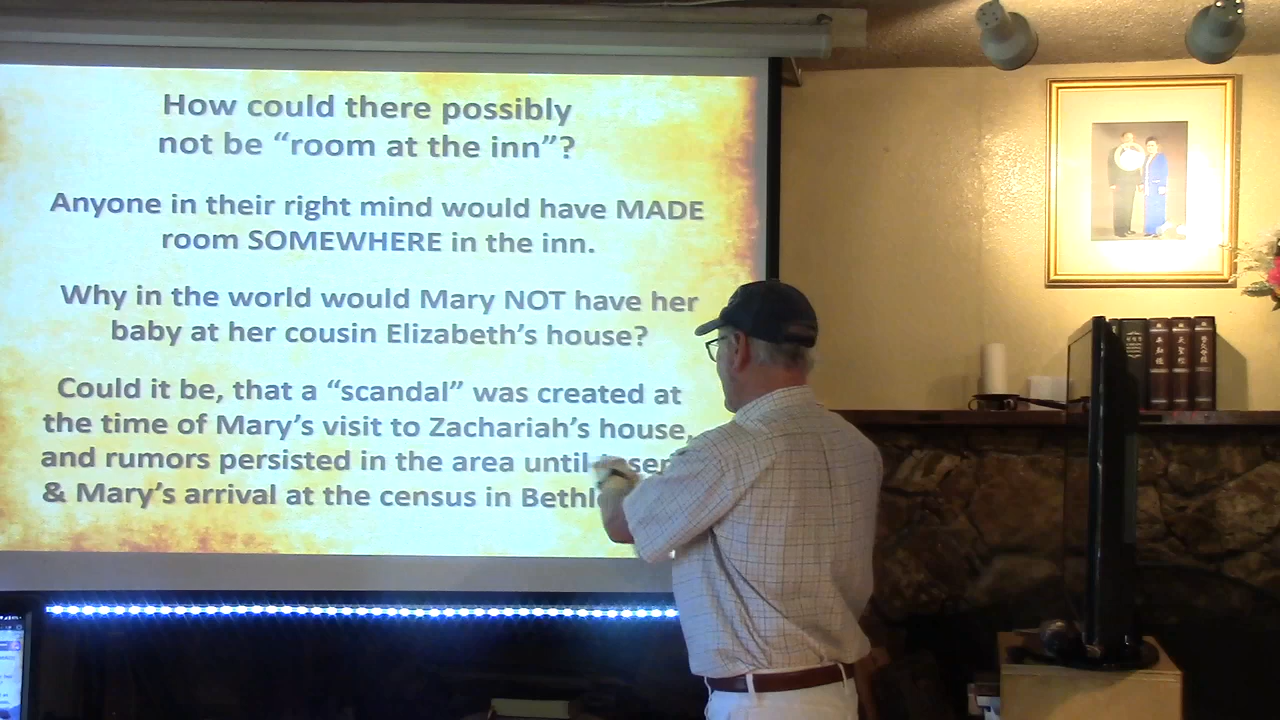 How could there possibly
not be “room at the inn”?
Anyone in their right mind would have MADE
room SOMEWHERE in the inn.
Why in the world would Mary NOT have her
baby at her cousin Elizabeth’s house?
Could it be, that a “scandal” was created at
the time of Mary’s visit to Zachariah’s house,
and rumors persisted in the area until
& Mary’s arrival at the census in
天聖經